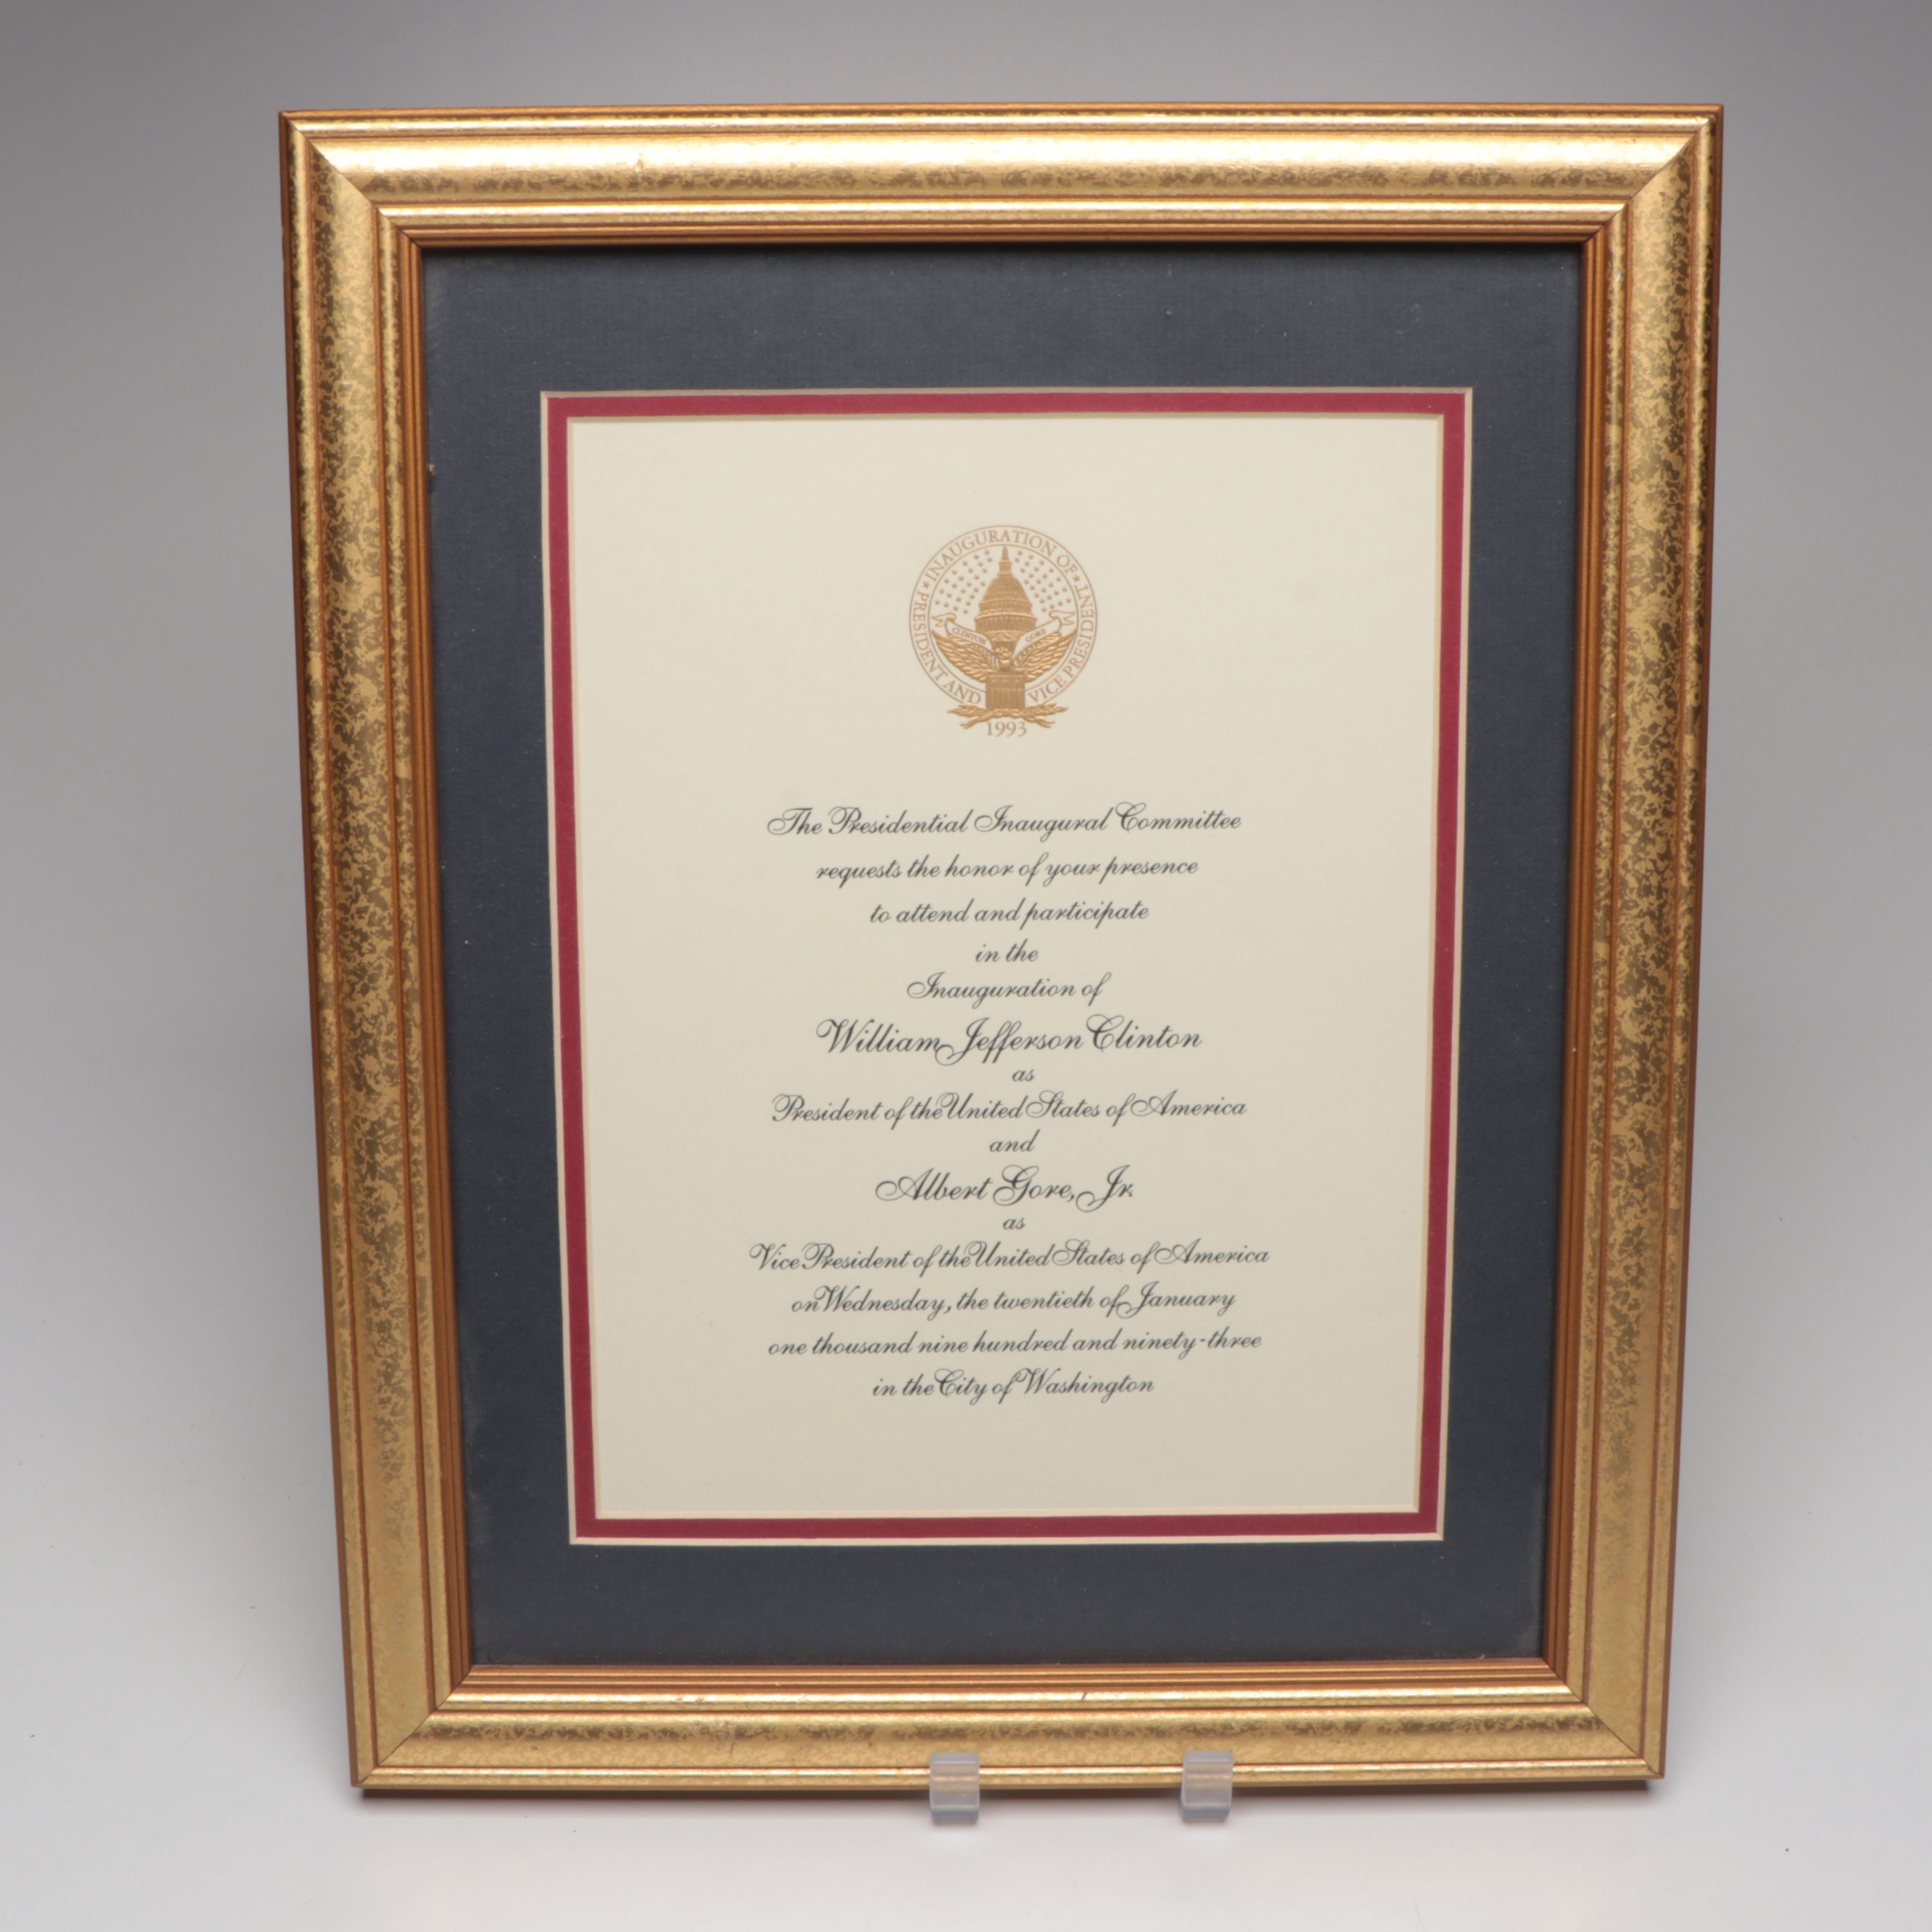 INAUGURATION OF
PRESIDENT AND VICE PRESIDENT
CLINTON GORE
1993
The Presidential Inaugural Committee
requests the honor of your presence
to attend and participate
in the
Inauguration of
William Jefferson Clinton
as
President of the United States of America
and
Albert Gore, Jr.
as
Vice President of the United States of America
on Wednesday, the twentieth of January
one thousand nine hundred and ninety-three
in the City of Washington